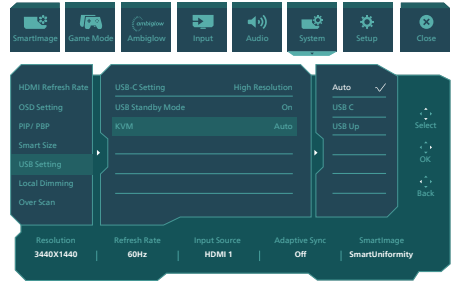 ambiglow
SmartImage Game Mode Ambiglow Input Audio System Setup Close
HDMI Refresh Rate USB-C Setting High Resolution Auto
OSD Setting USB Standby Mode On USB C
PIP/ PBP KVM Auto USB Up
Select
Smart Size
OK
USB Setting
Local Dimming
Back
Over Scan
Resolution Refresh Rate Input Source Adaptive Sync SmartImage
3440X1440 | 60Hz | HDMI 1 | Off | SmartUniformity